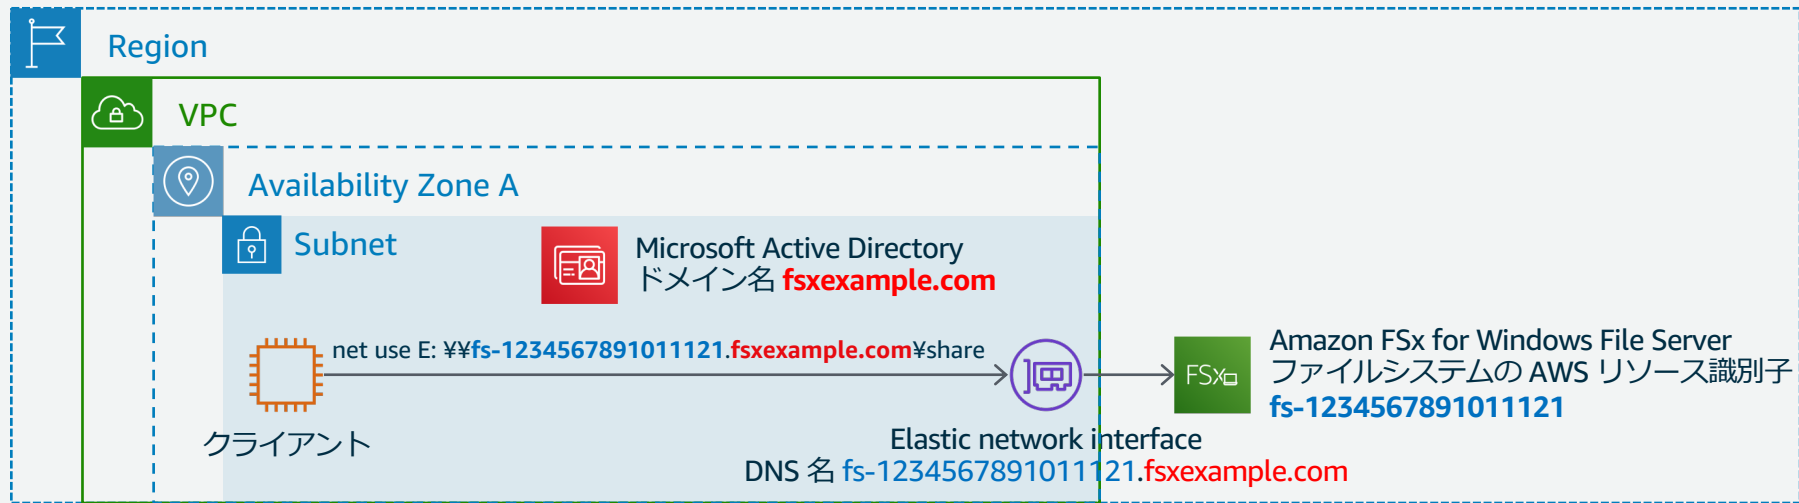 Region
VPC
Availability Zone A
Subnet
Microsoft Active Directory
ドメイン名 fsxexample.com
net use E: ¥¥fs-1234567891011121.fsxexample.com¥share
クライアント
Elastic network interface
DNS 名 fs-1234567891011121.fsxexample.com
FSx
Amazon FSx for Windows File Server
ファイルシステムの AWS リソース識別子
fs-1234567891011121